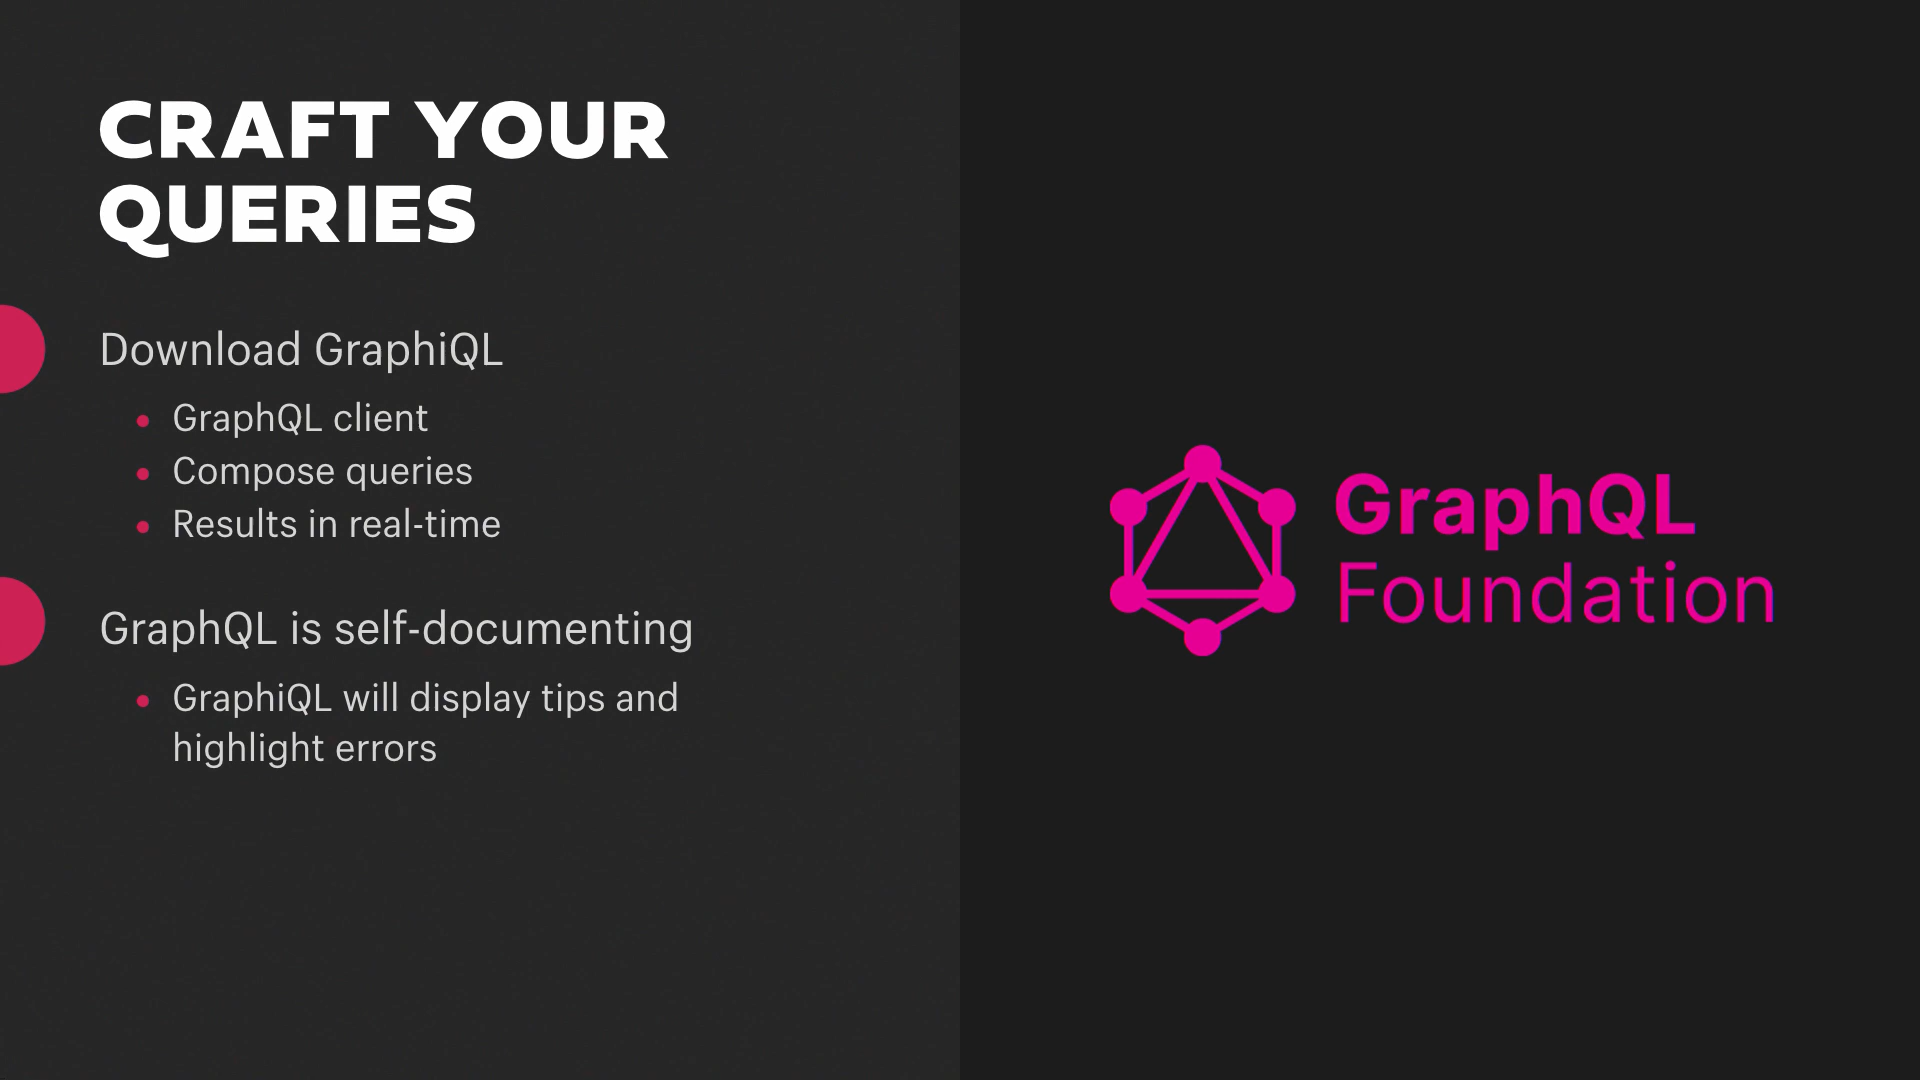 CRAFT YOUR
QUERIES
Download GraphiQL
GraphQL client
Compose queries
Results in real-time
GraphQL is self-documenting
GraphiQL will display tips and
highlight errors
GraphQL
Foundation